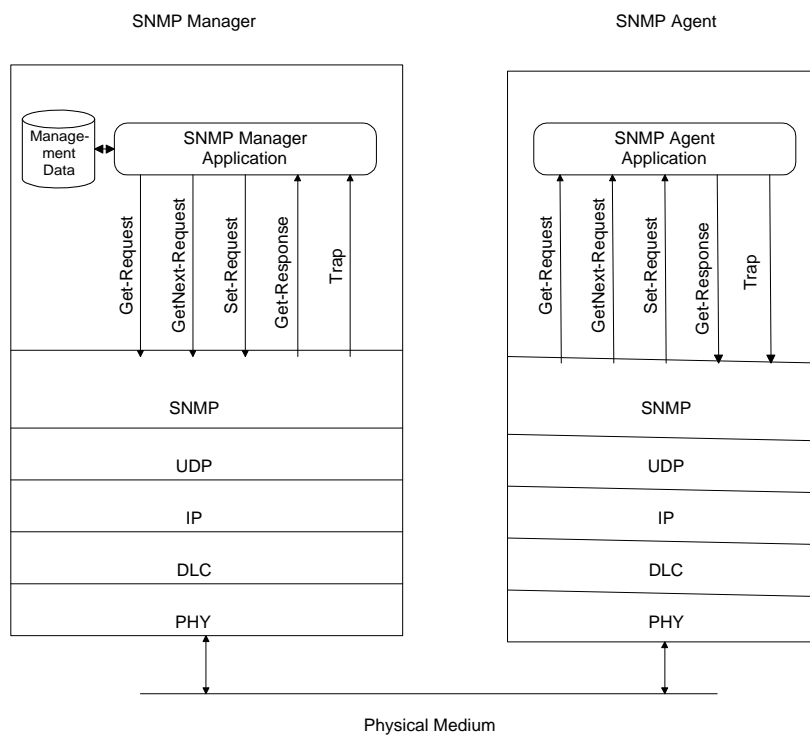 SNMP Manager
SNMP Agent
Manage-
ment
Data
SNMP Manager
Application
SNMP Agent
Application
Get-Request
GetNext-Request
Set-Request
Get-Response
Trap
Get-Request
GetNext-Request
Set-Request
Get-Response
Trap
SNMP
UDP
IP
DLC
PHY
SNMP
UDP
IP
DLC
PHY
Physical Medium